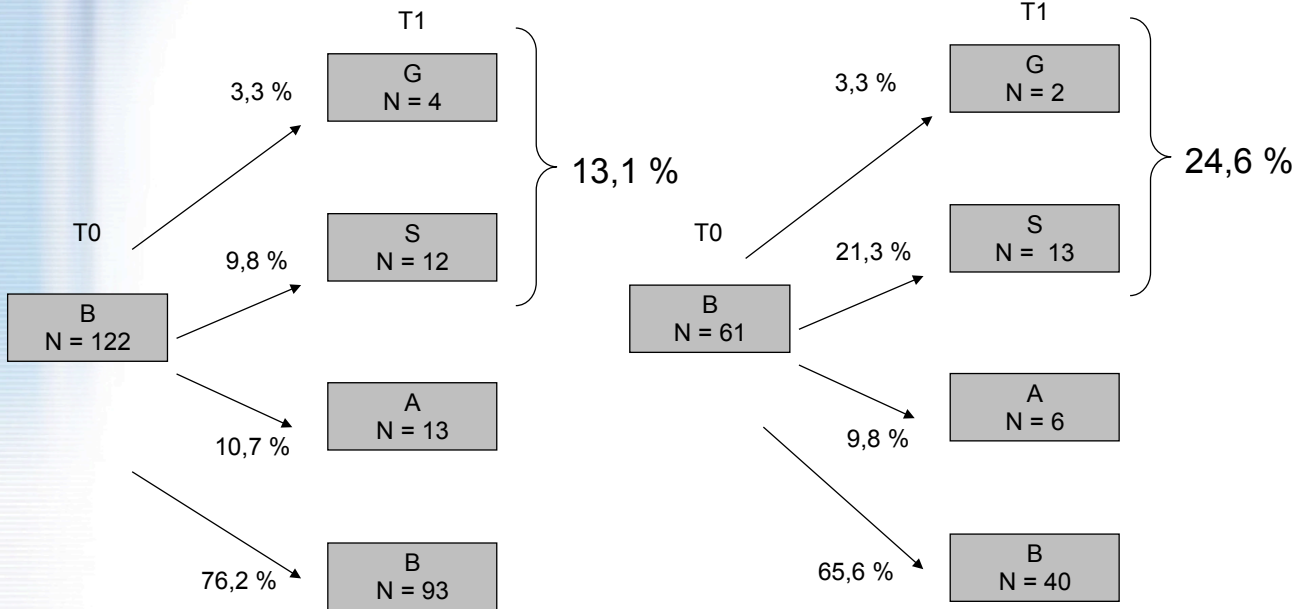 T1
G
N = 4
3,3 %
13,1 %
S
N = 12
9,8 %
T0
B
N = 122
A
N = 13
10,7 %
B
N = 93
76,2 %
T1
G
N = 2
3,3 %
24,6 %
S
N = 13
21,3 %
T0
B
N = 61
A
N = 6
9,8 %
B
N = 40
65,6 %